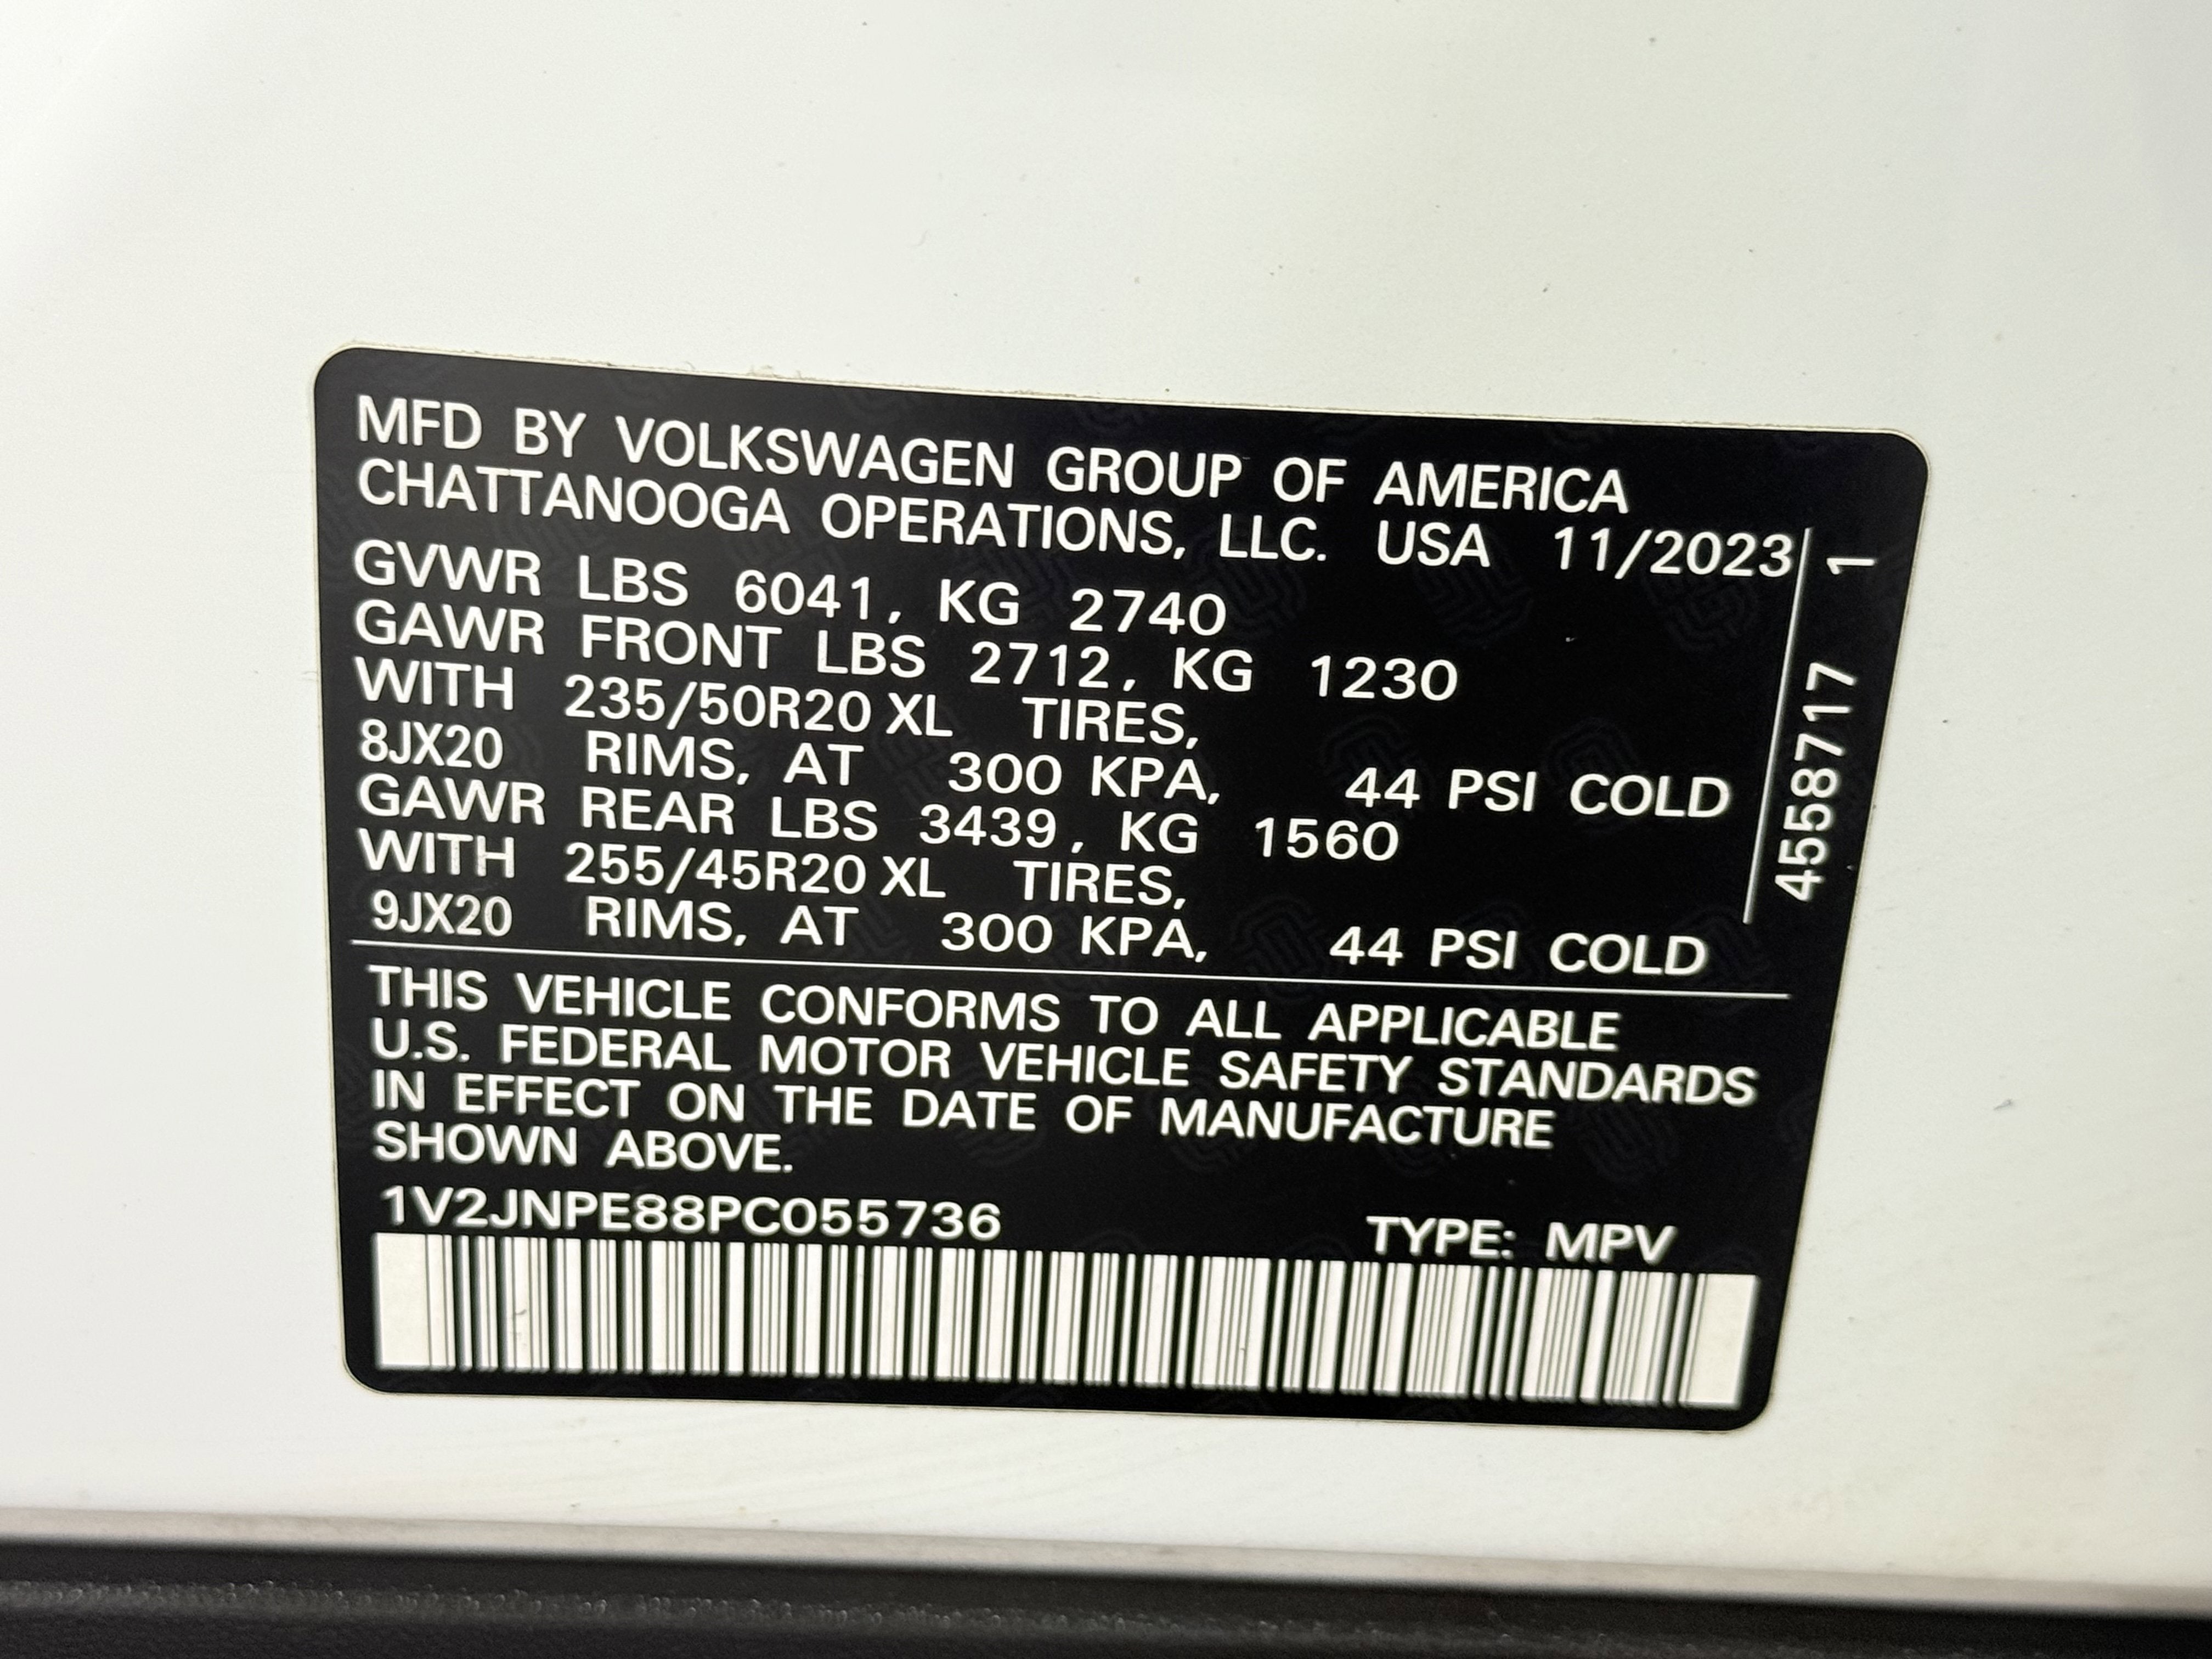 MFD BY VOLKSWAGEN GROUP OF AMERICA
CHATTANOOGA OPERATIONS, LLC. USA 11/2023
GVWR LBS 6041, KG 2740
GAWR FRONT LBS 2712, KG 1230
WITH 235/50R20 XL TIRES,
8JX20 RIMS, AT 300 KPA, 44 PSI COLD
GAWR REAR LBS 3439, KG 1560
WITH 255/45R20 XL TIRES,
9JX20 RIMS, AT 300 KPA, 44 PSI COLD
4558717 1
THIS VEHICLE CONFORMS TO ALL APPLICABLE
U.S. FEDERAL MOTOR VEHICLE SAFETY STANDARDS
IN EFFECT ON THE DATE OF MANUFACTURE
SHOWN ABOVE.
1V2JNPE88PC055736 TYPE: MPV